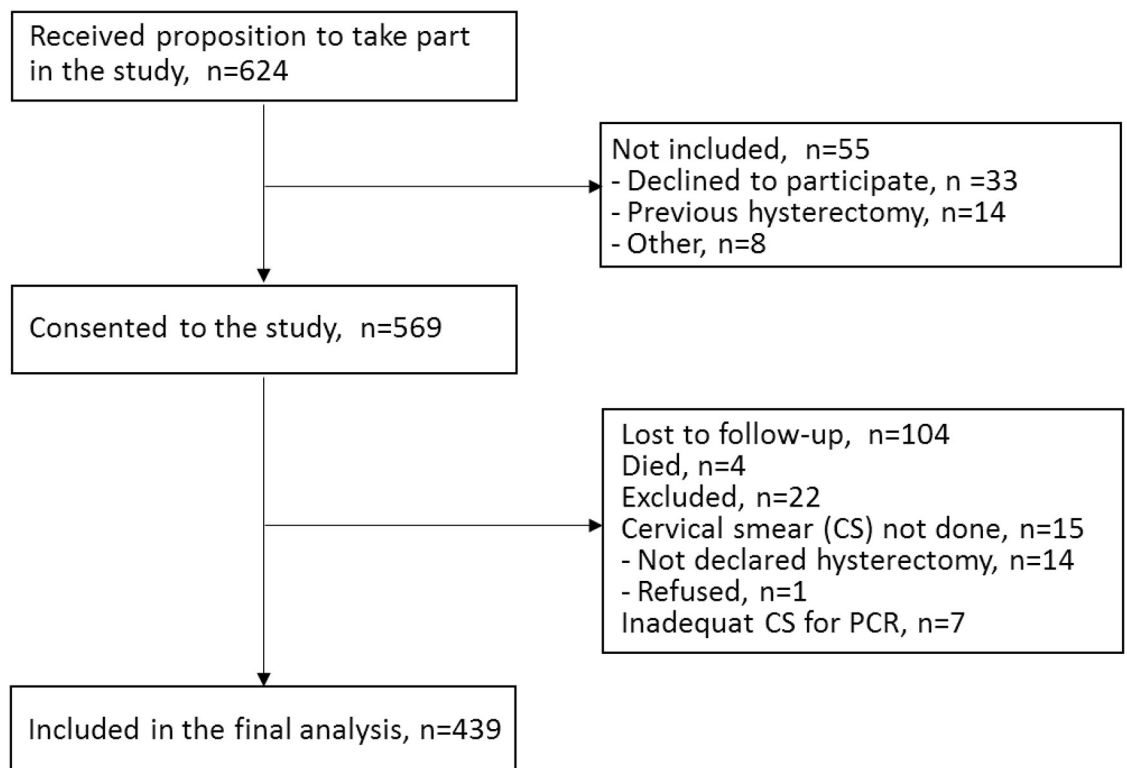 Received proposition to take part
in the study, n=624
Not included, n=55
- Declined to participate, n =33
- Previous hysterectomy, n=14
- Other, n=8
Consented to the study, n=569
Lost to follow-up, n=104
Died, n=4
Excluded, n=22
Cervical smear (CS) not done, n=15
- Not declared hysterectomy, n=14
- Refused, n=1
Inadequat CS for PCR, n=7
Included in the final analysis, n=439